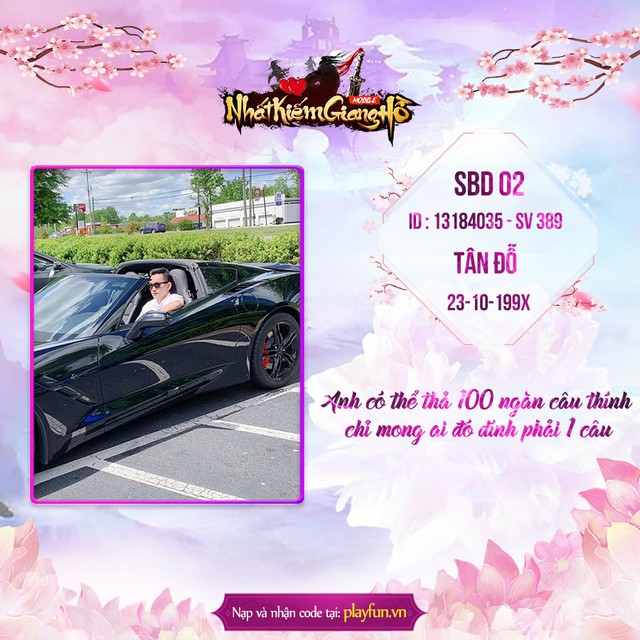 Nhất Kiếm Giang Hồ
MOBILE
SBD 02
ID : 13184035 - SV 389
TÂN ĐỖ
23-10-199X
Anh có thể thả 100 ngàn câu thính
chỉ mong ai đó dính phải 1 câu
Nạp và nhận code tại: playfun.vn